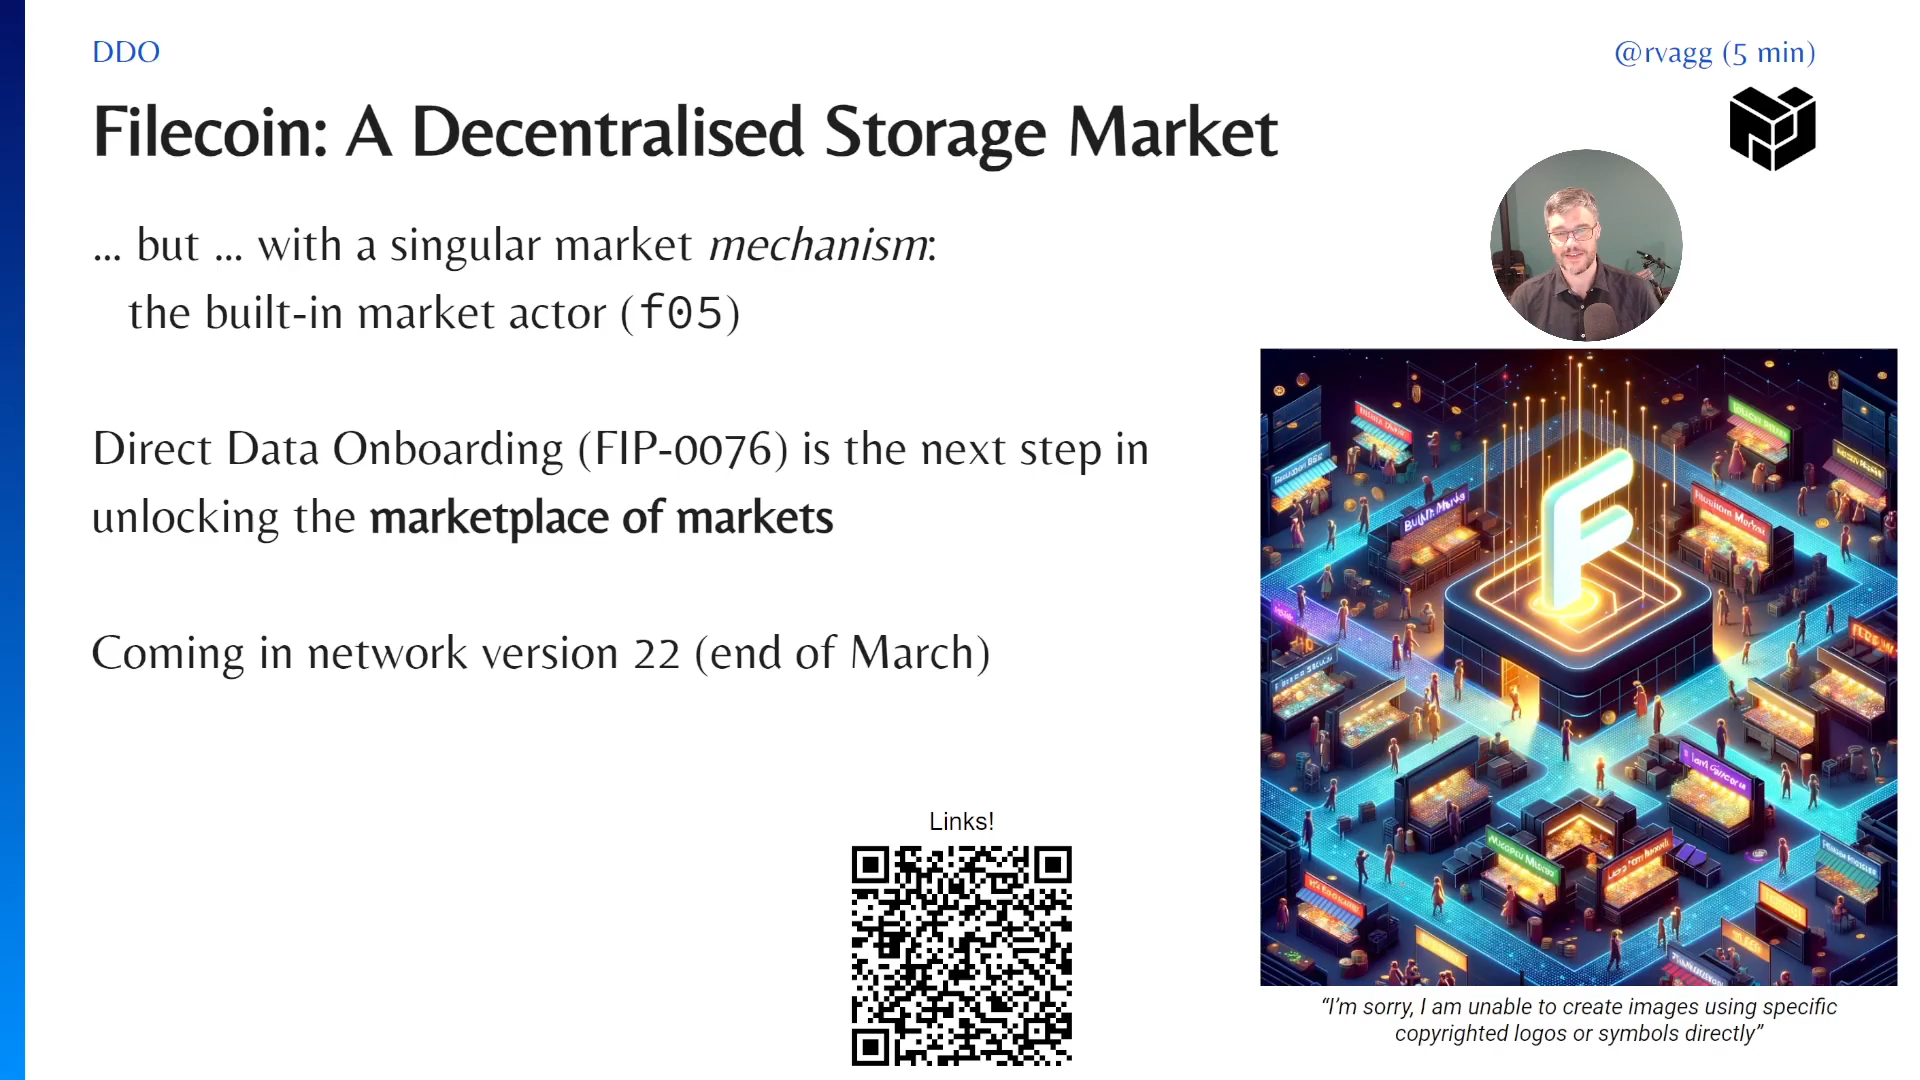 DDO
@rvagg (5 min)
Filecoin: A Decentralised Storage Market
... but ... with a singular market mechanism:
the built-in market actor (f05)
Direct Data Onboarding (FIP-0076) is the next step in
unlocking the marketplace of markets
Coming in network version 22 (end of March)
Links!
F
“I’m sorry, I am unable to create images using specific
copyrighted logos or symbols directly”